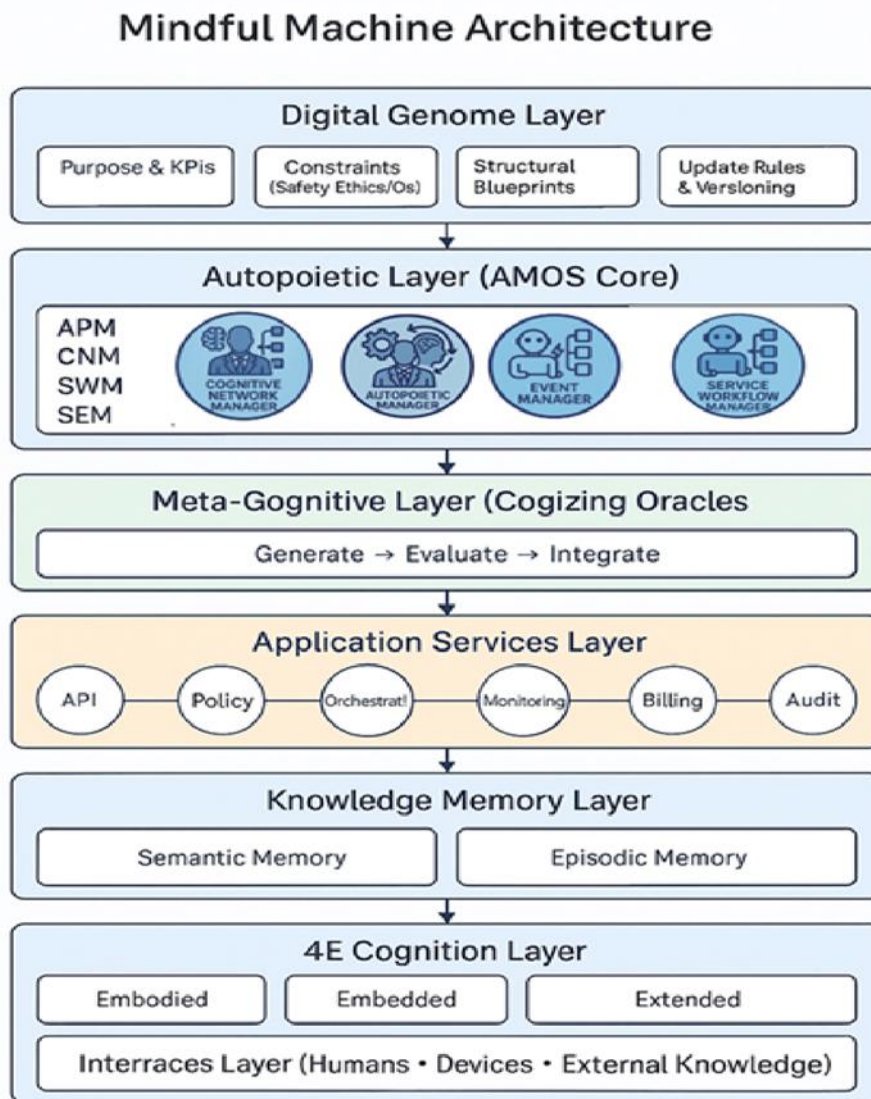 Mindful Machine Architecture
Digital Genome Layer
Purpose & KPis
Constraints
(Safety Ethics/Os)
Structural
Blueprints
Update Rules
& Versioning
Autopoietic Layer (AMOS Core)
APM
CNM
SWM
SEM
COGNITIVE
NETWORK
MANAGER
AUTOPOIETIC
MANAGER
EVENT
MANAGER
SERVICE
WORKFLOW
MANAGER
Meta-Gognitive Layer (Cogizing Oracles
Generate → Evaluate → Integrate
Application Services Layer
API
Policy
Orchestrat!
Monitoring
Billing
Audit
Knowledge Memory Layer
Semantic Memory
Episodic Memory
4E Cognition Layer
Embodied
Embedded
Extended
Interraces Layer (Humans • Devices • External Knowledge)